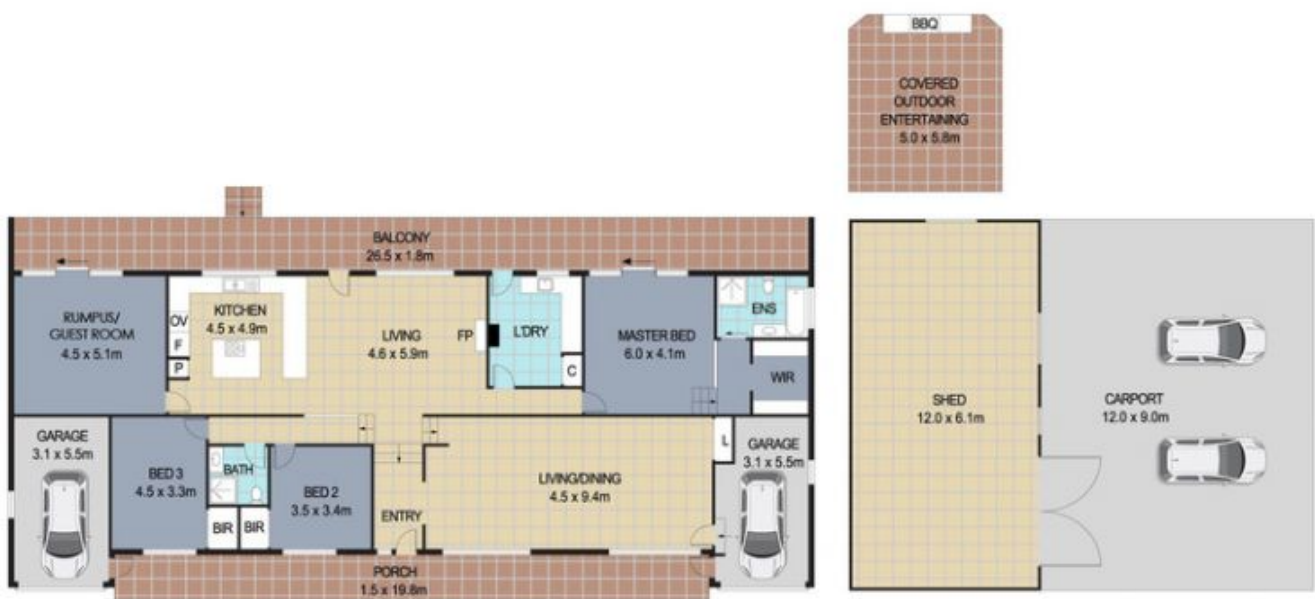 BBQ
COVERED
OUTDOOR
ENTERTAINING
5.0 x 5.8m
BALCONY
26.5 x 1.8m
RUMPUS/
GUEST ROOM
4.5 x 5.1m
OV
F
P
KITCHEN
4.5 x 4.9m
LIVING
4.6 x 5.9m
FP
L'DRY
C
MASTER BED
6.0 x 4.1m
ENS
WIR
GARAGE
3.1 x 5.5m
BED 3
4.5 x 3.3m
BATH
BIR
BIR
BED 2
3.5 x 3.4m
ENTRY
LIVING/DINING
4.5 x 9.4m
L
GARAGE
3.1 x 5.5m
PORCH
1.5 x 19.8m
SHED
12.0 x 6.1m
CARPORT
12.0 x 9.0m